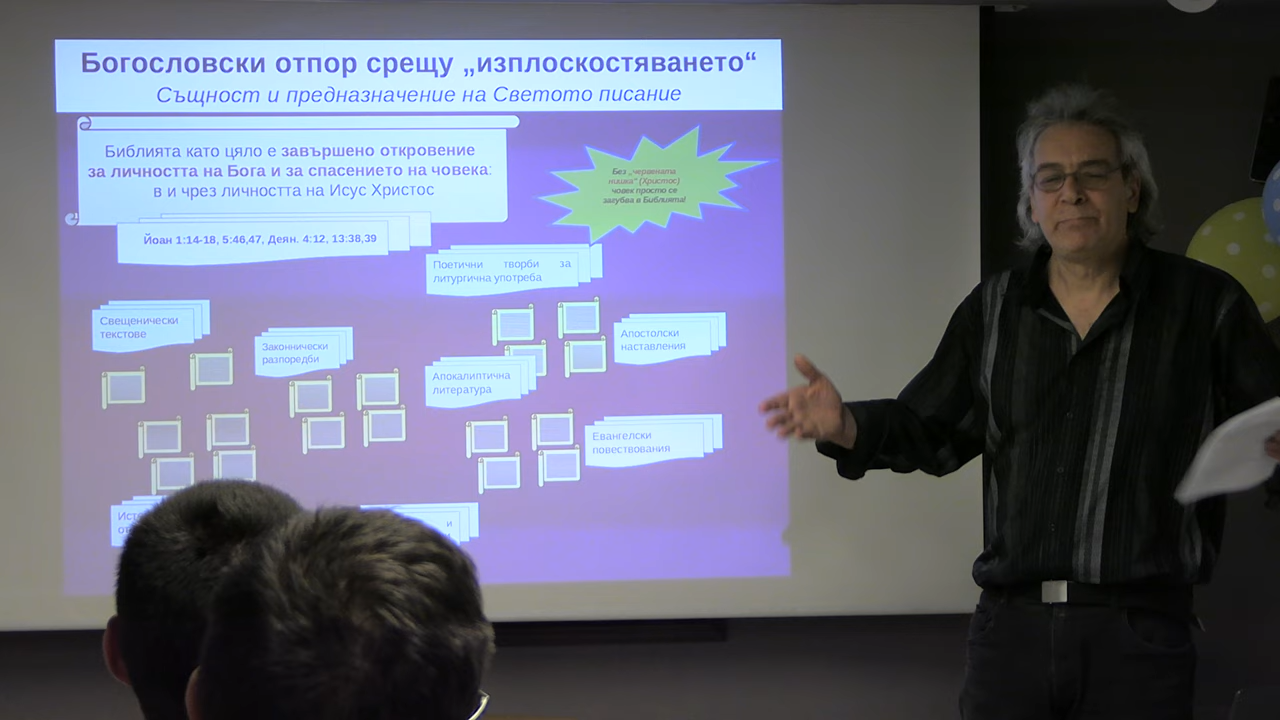 Богословски отпор срещу „изплоскостяването“
Същност и предназначение на Светото писание
Библията като цяло е завършено откровение
за личността на Бога и за спасението на човека:
в и чрез личността на Исус Христос
Без „червената
нишка“ (Христос)
човек просто се
загубва в Библията!
Йоан 1:14-18, 5:46,47, Деян. 4:12, 13:38,39
Поетични творби за
литургична употреба
Свещенически
текстове
Законнически
разпоредби
Апостолски
наставления
Апокалиптична
литература
Евангелски
повествования
и